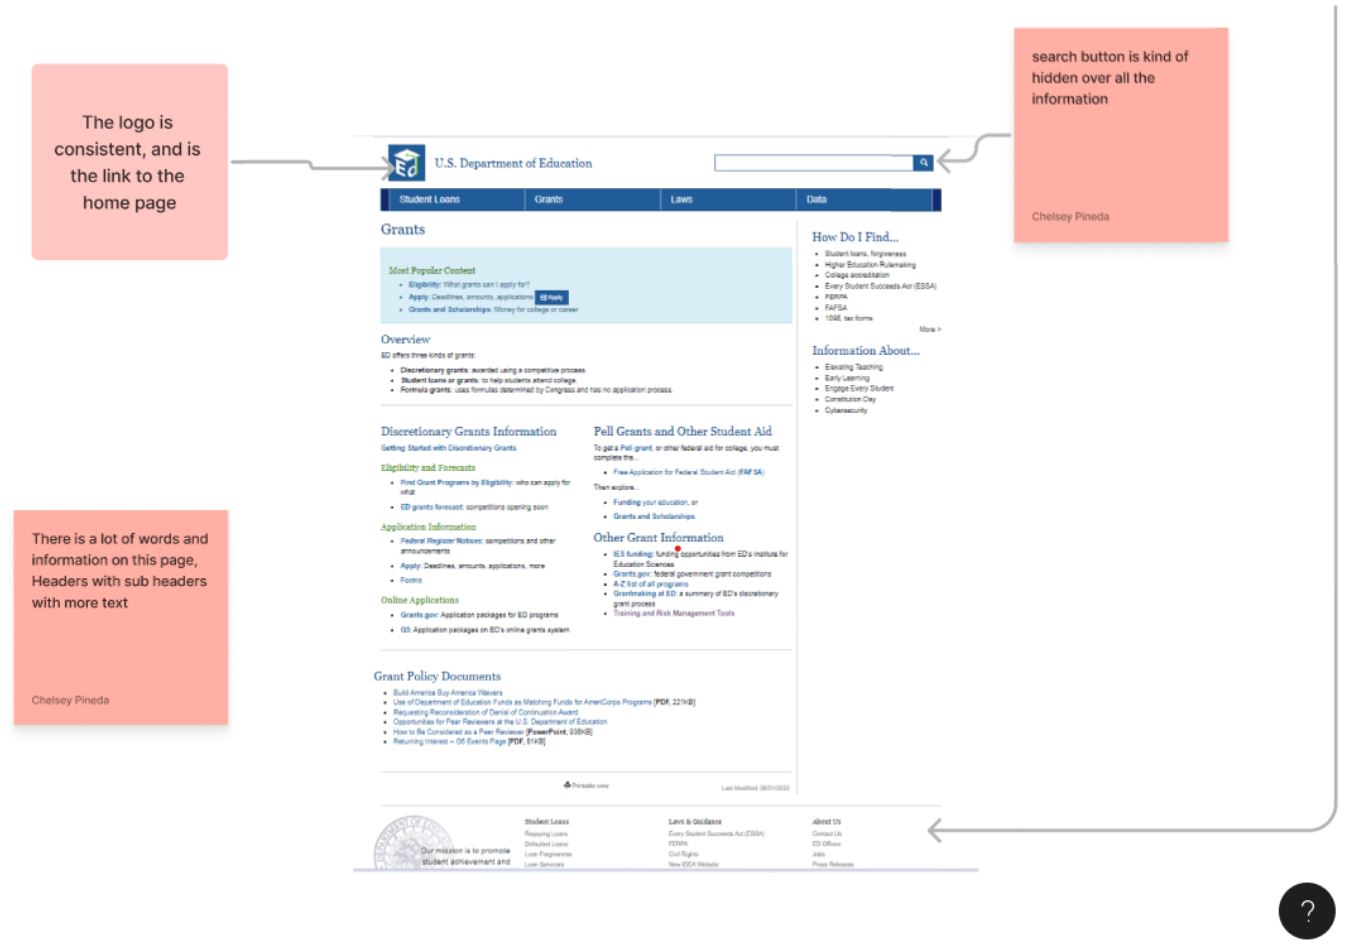 The logo is
consistent, and is
the link to the
home page
search button is kind of
hidden over all the
information
Chelsey Pineda
There is a lot of words and
information on this page,
Headers with sub headers
with more text
Chelsey Pineda
ED
U.S. Department of Education
Student Loans
Grants
Laws
Data
Grants
Most Popular Content
Eligibility: What grants can I apply for?
Apply: Deadlines, amounts, applications Apply
Grants and Scholarships: Money for college or career
Overview
ED offers three kinds of grants:
Discretionary grants: awarded using a competitive process.
Student loans or grants: to help students attend college.
Formula grants: uses formulas determined by Congress and has no application process.
Discretionary Grants Information
Getting Started with Discretionary Grants
Eligibility and Forecasts
Find Grant Programs by Eligibility: who can apply for
what
ED grants forecast: competitions opening soon
Application Information
Federal Register Notices: competitions and other
announcements
Apply: Deadlines, amounts, applications, more
Forms
Online Applications
Grants.gov: Application packages for ED programs
G5: Application packages on ED's online grants system
Pell Grants and Other Student Aid
To get a Pell grant, or other federal aid for college, you must
complete the...
Free Application for Federal Student Aid (FAFSA)
Then explore...
Funding your education, or
Grants and Scholarships
Other Grant Information
IES funding: funding opportunities from ED's Institute for
Education Sciences
Grants.gov: federal government grant competitions
A-Z list of all programs
Grantmaking at ED: a summary of ED's discretionary
grant process
Training and Risk Management Tools
Grant Policy Documents
Build America Buy America Waivers
Use of Department of Education Funds as Matching Funds for AmeriCorps Programs [PDF, 221KB]
Requesting Reconsideration of Denial of Continuation Award
Opportunities for Peer Reviewers at the U.S. Department of Education
How to Be Considered as a Peer Reviewer [PowerPoint, 936KB]
Returning Interest – G5 Events Page [PDF, 81KB]
How Do I Find...
Student loans, forgiveness
Higher Education Rulemaking
College accreditation
Every Student Succeeds Act (ESSA)
FERPA
FAFSA
1098, tax forms
More >
Information About...
Elevating Teaching
Early Learning
Engage Every Student
Constitution Day
Cybersecurity
Printable view
Last Modified:
Our mission is to promote
student achievement and
Student Loans
Repaying Loans
Defaulted Loans
Loan Forgiveness
Loan Servicers
Laws & Guidance
Every Student Succeeds Act (ESSA)
FERPA
Civil Rights
New IDEA Website
About Us
Contact Us
ED Offices
Jobs
Press Releases
?